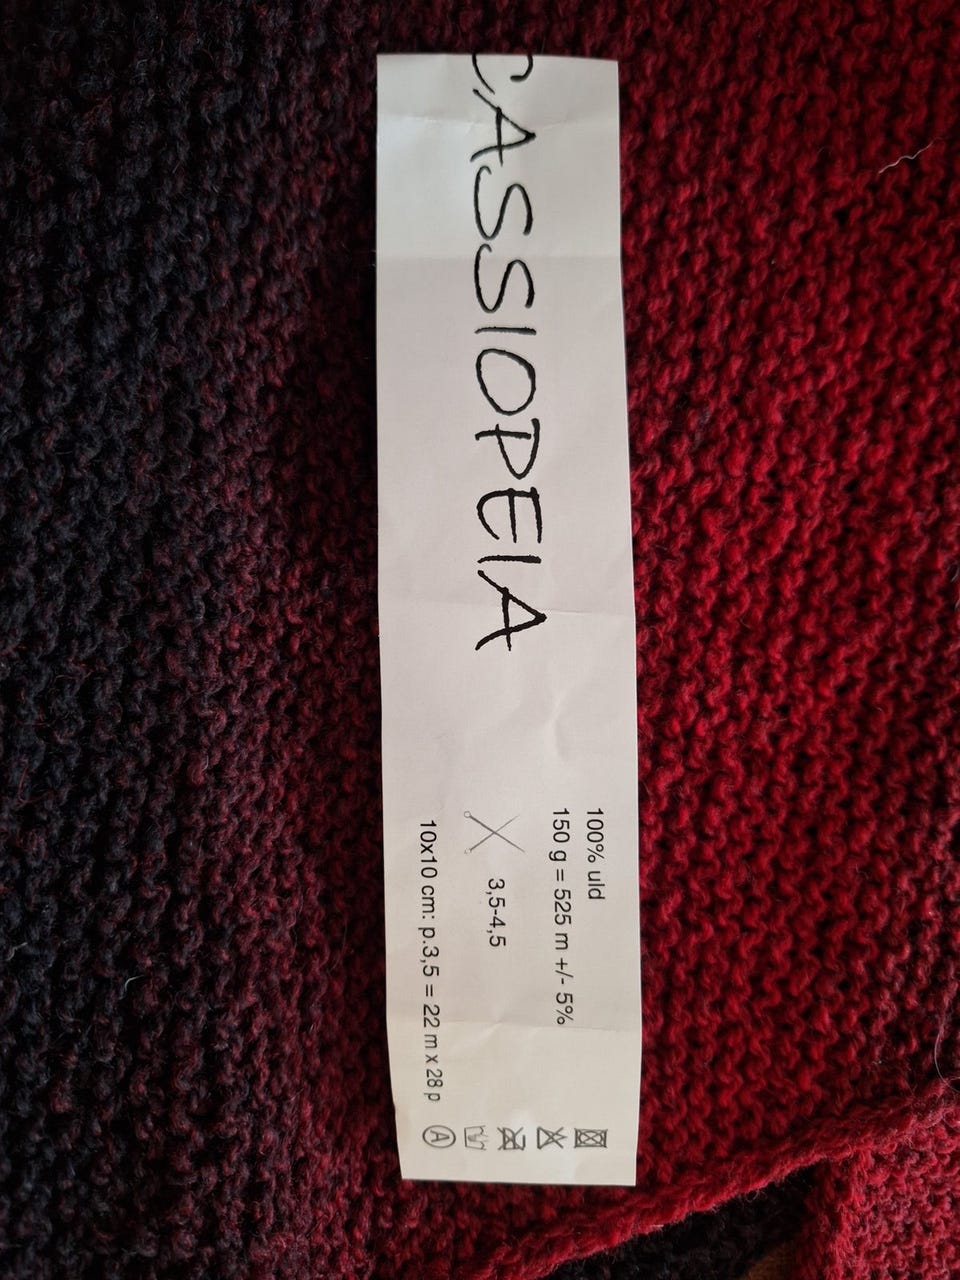 CASSIOPEIA
100% uld
150 g = 525 m +/- 5%
3,5-4,5
10x10 cm: p.3,5 = 22 m x 28 p
A